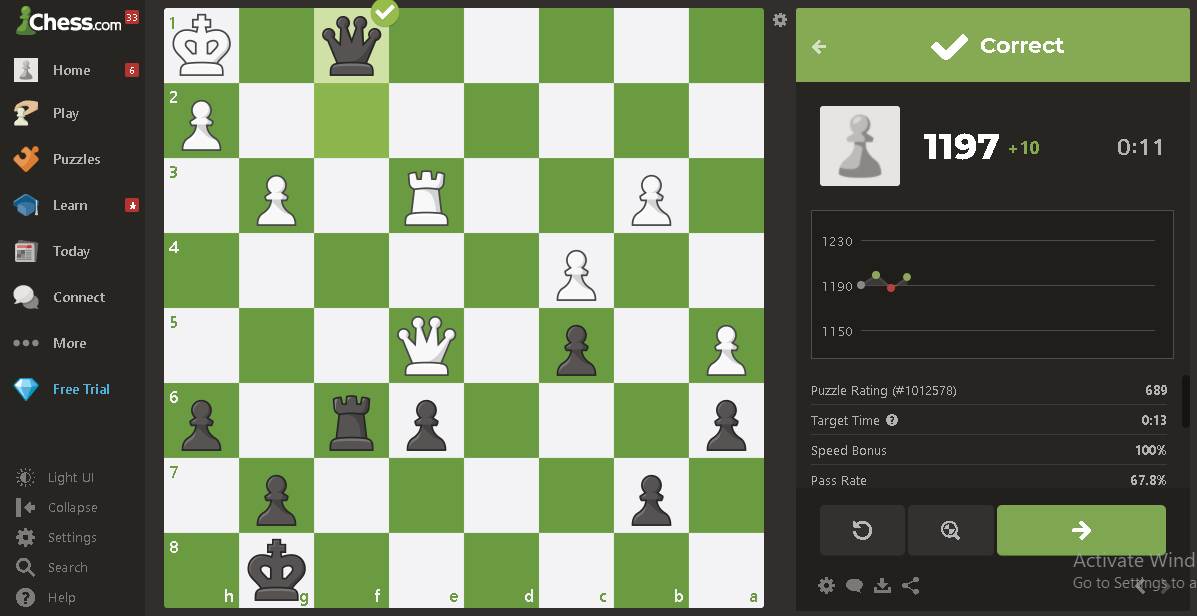 Chess.com 33
Home 6
Play
Puzzles
Learn
Today
Connect
More
Free Trial
Light UI
Collapse
Settings
Search
Help
1
2
3
4
5
6
7
8
h g f e d c b a
Correct
1197 +10 0:11
1230
1190
1150
Puzzle Rating (#1012578) 689
Target Time ? 0:13
Speed Bonus 100%
Pass Rate 67.8%
Activate Wind
Go to Settings to a